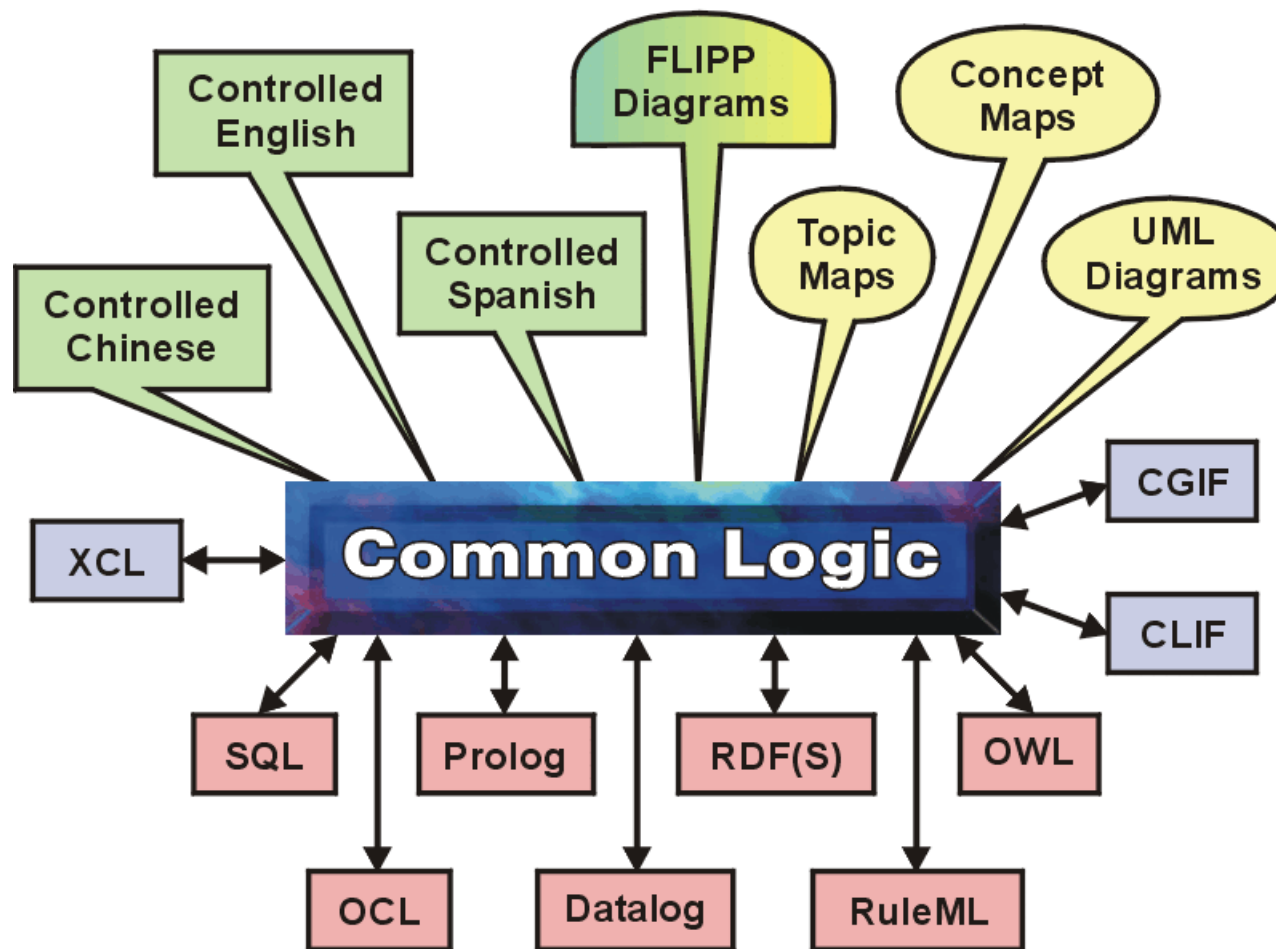 Controlled
English
FLIPP
Diagrams
Concept
Maps
Controlled
Spanish
Topic
Maps
UML
Diagrams
Controlled
Chinese
CGIF
XCL
Common Logic
CLIF
SQL
Prolog
RDF(S)
OWL
OCL
Datalog
RuleML